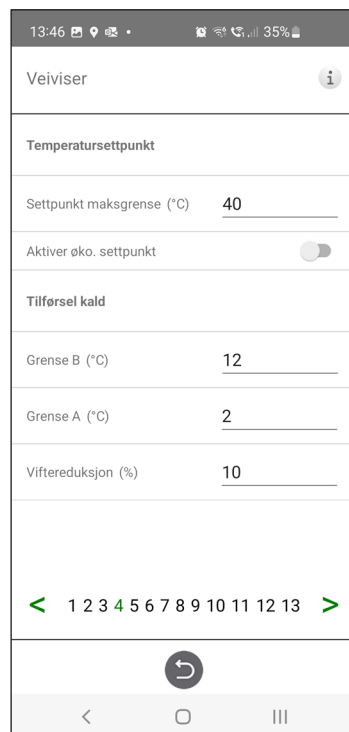 13:46 35%
Veiviser i
Temperatursettpunkt
Settpunkt maksgrense (°C) 40
Aktiver øko. settpunkt
Tilførsel kald
Grense B (°C) 12
Grense A (°C) 2
Viftereduksjon (%) 10
< 1 2 3 4 5 6 7 8 9 10 11 12 13 >